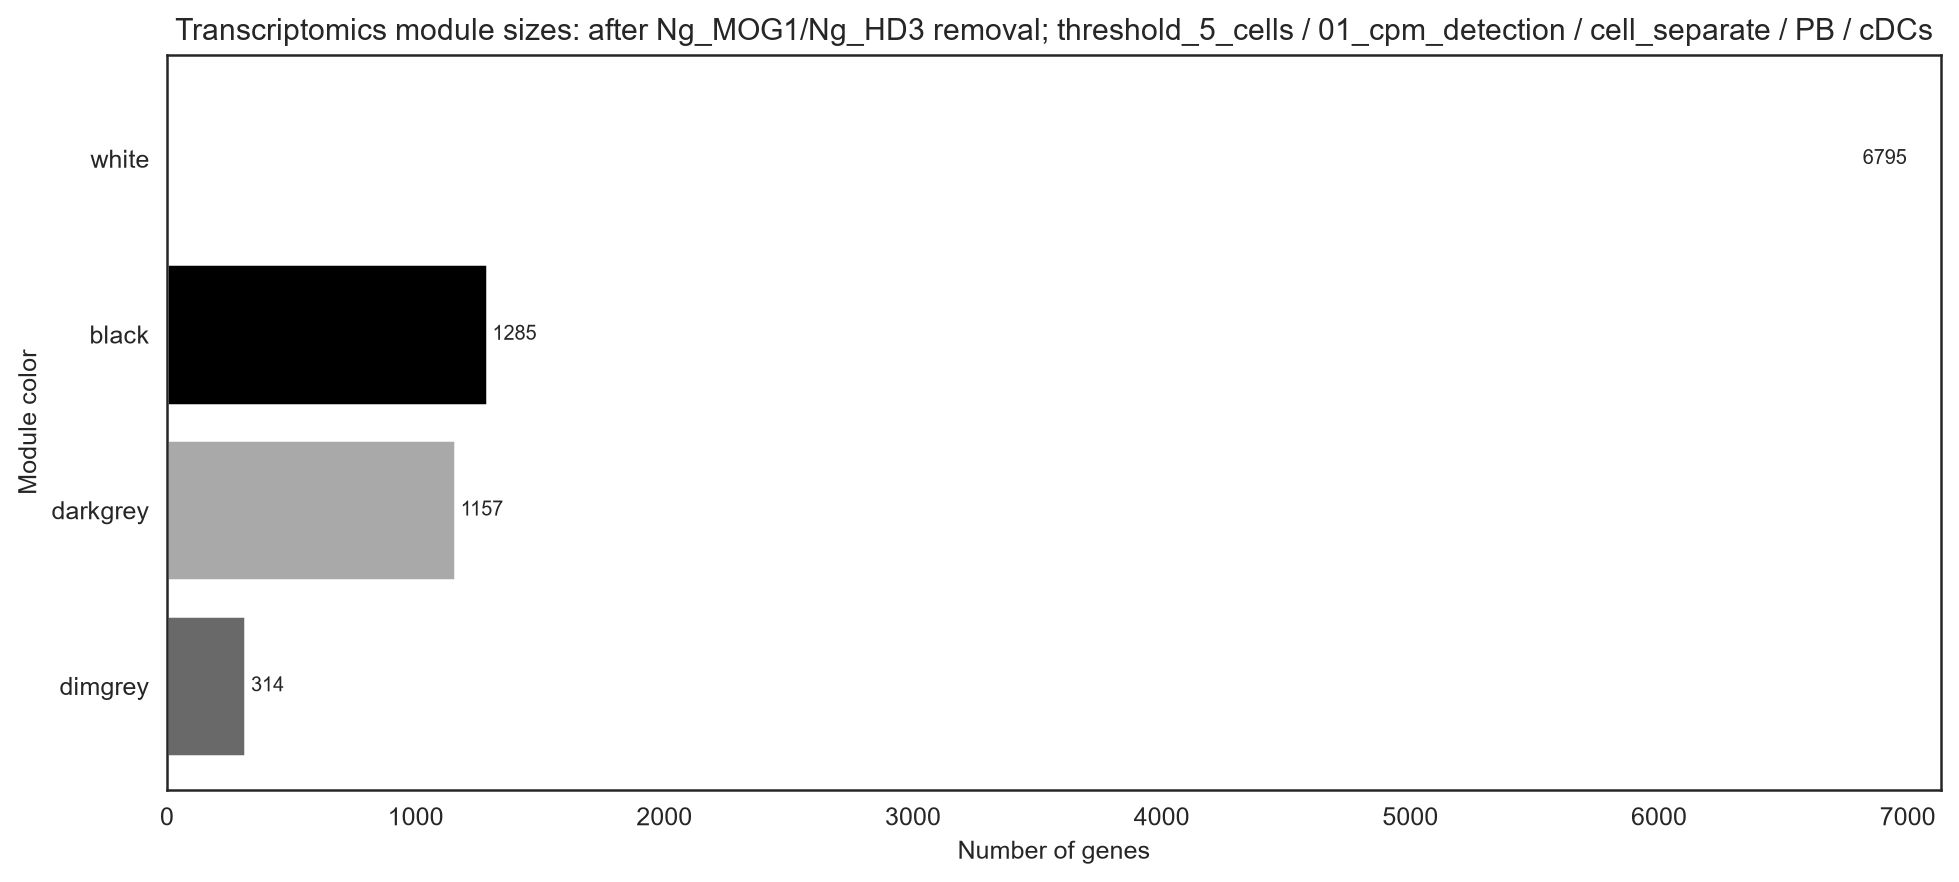 Transcriptomics module sizes: after Ng_MOG1/Ng_HD3 removal; threshold_5_cells / 01_cpm_detection / cell_separate / PB / cDCs
Module color
white
6795
black
1285
darkgrey
1157
dimgrey
314
0 1000 2000 3000 4000 5000 6000 7000
Number of genes